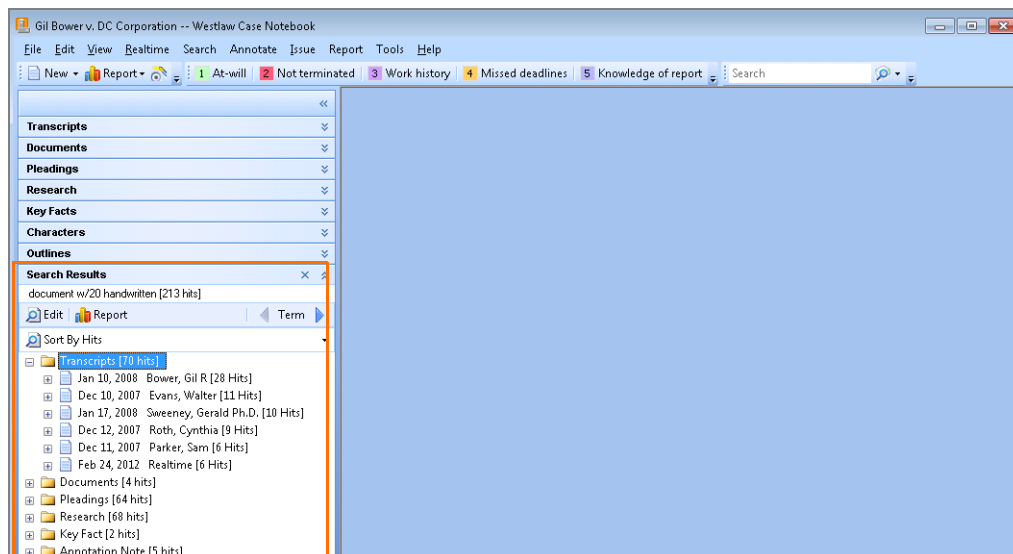 Gil Bower v. DC Corporation -- Westlaw Case Notebook
File Edit View Realtime Search Annotate Issue Report Tools Help
New Report 1 At-will 2 Not terminated 3 Work history 4 Missed deadlines 5 Knowledge of report Search
Transcripts
Documents
Pleadings
Research
Key Facts
Characters
Outlines
Search Results
document w/20 handwritten [213 hits]
Edit Report Term
Sort By Hits
Transcripts [70 hits]
Jan 10, 2008 Bower, Gil R [28 Hits]
Dec 10, 2007 Evans, Walter [11 Hits]
Jan 17, 2008 Sweeney, Gerald Ph.D. [10 Hits]
Dec 12, 2007 Roth, Cynthia [9 Hits]
Dec 11, 2007 Parker, Sam [6 Hits]
Feb 24, 2012 Realtime [6 Hits]
Documents [4 hits]
Pleadings [64 hits]
Research [68 hits]
Key Fact [2 hits]
Annotation Note [5 hits]